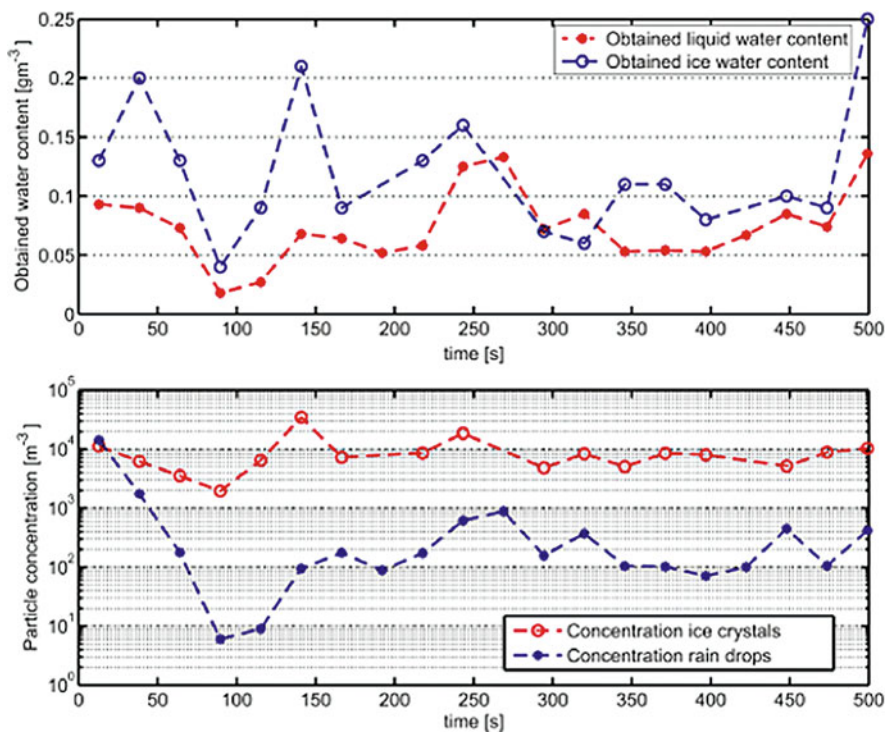 0.25
0.2
0.15
0.1
0.05
0
Obtained water content [gm⁻³]
Obtained liquid water content
Obtained ice water content
0 50 100 150 200 250 300 350 400 450 500
time [s]
10⁵
10⁴
10³
10²
10¹
10⁰
Particle concentration [m⁻³]
Concentration ice crystals
Concentration rain drops
0 50 100 150 200 250 300 350 400 450 500
time [s]